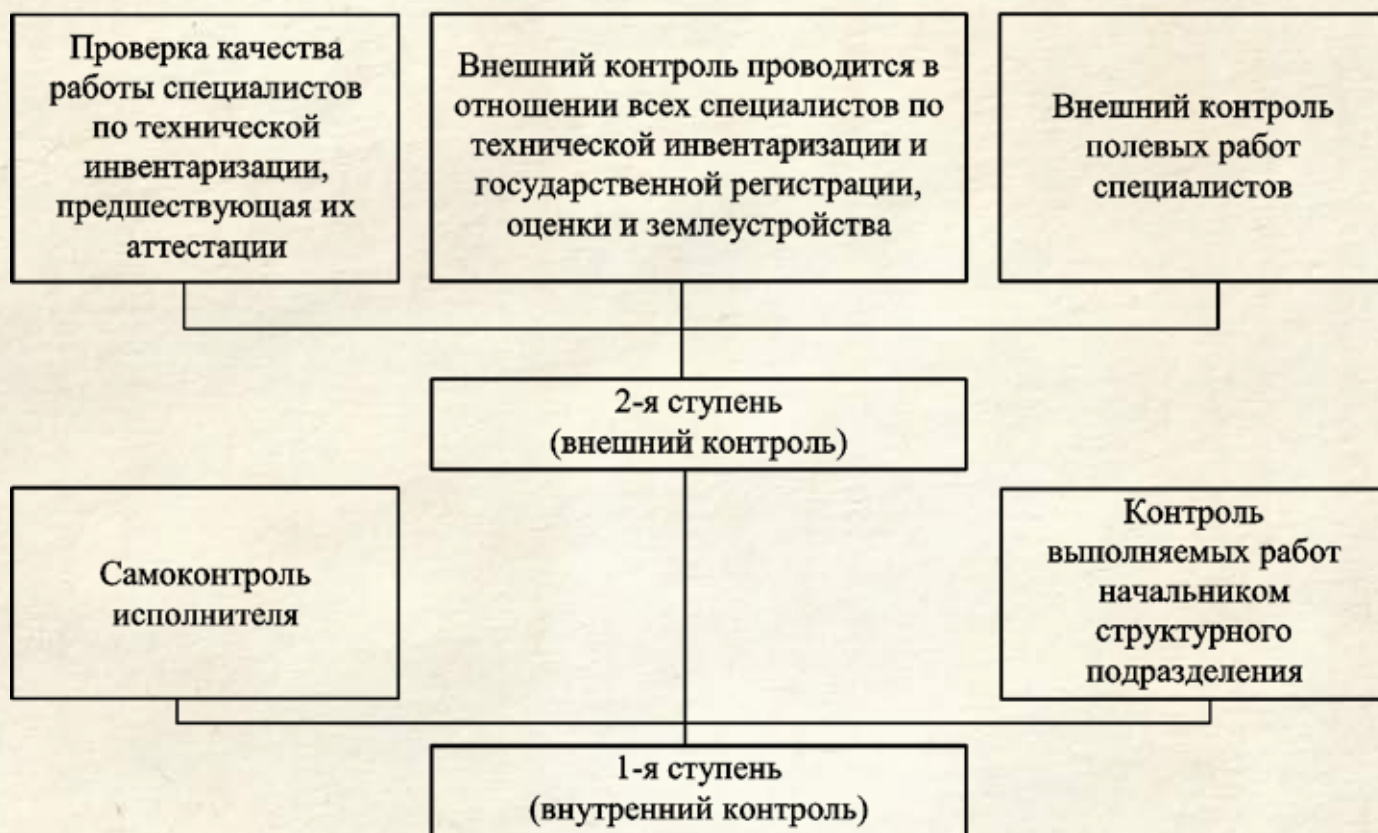 Проверка качества
работы специалистов
по технической
инвентаризации,
предшествующая их
аттестации
Внешний контроль проводится в
отношении всех специалистов по
технической инвентаризации и
государственной регистрации,
оценки и землеустройства
Внешний контроль
полевых работ
специалистов
2-я ступень
(внешний контроль)
Самоконтроль
исполнителя
Контроль
выполняемых работ
начальником
структурного
подразделения
1-я ступень
(внутренний контроль)